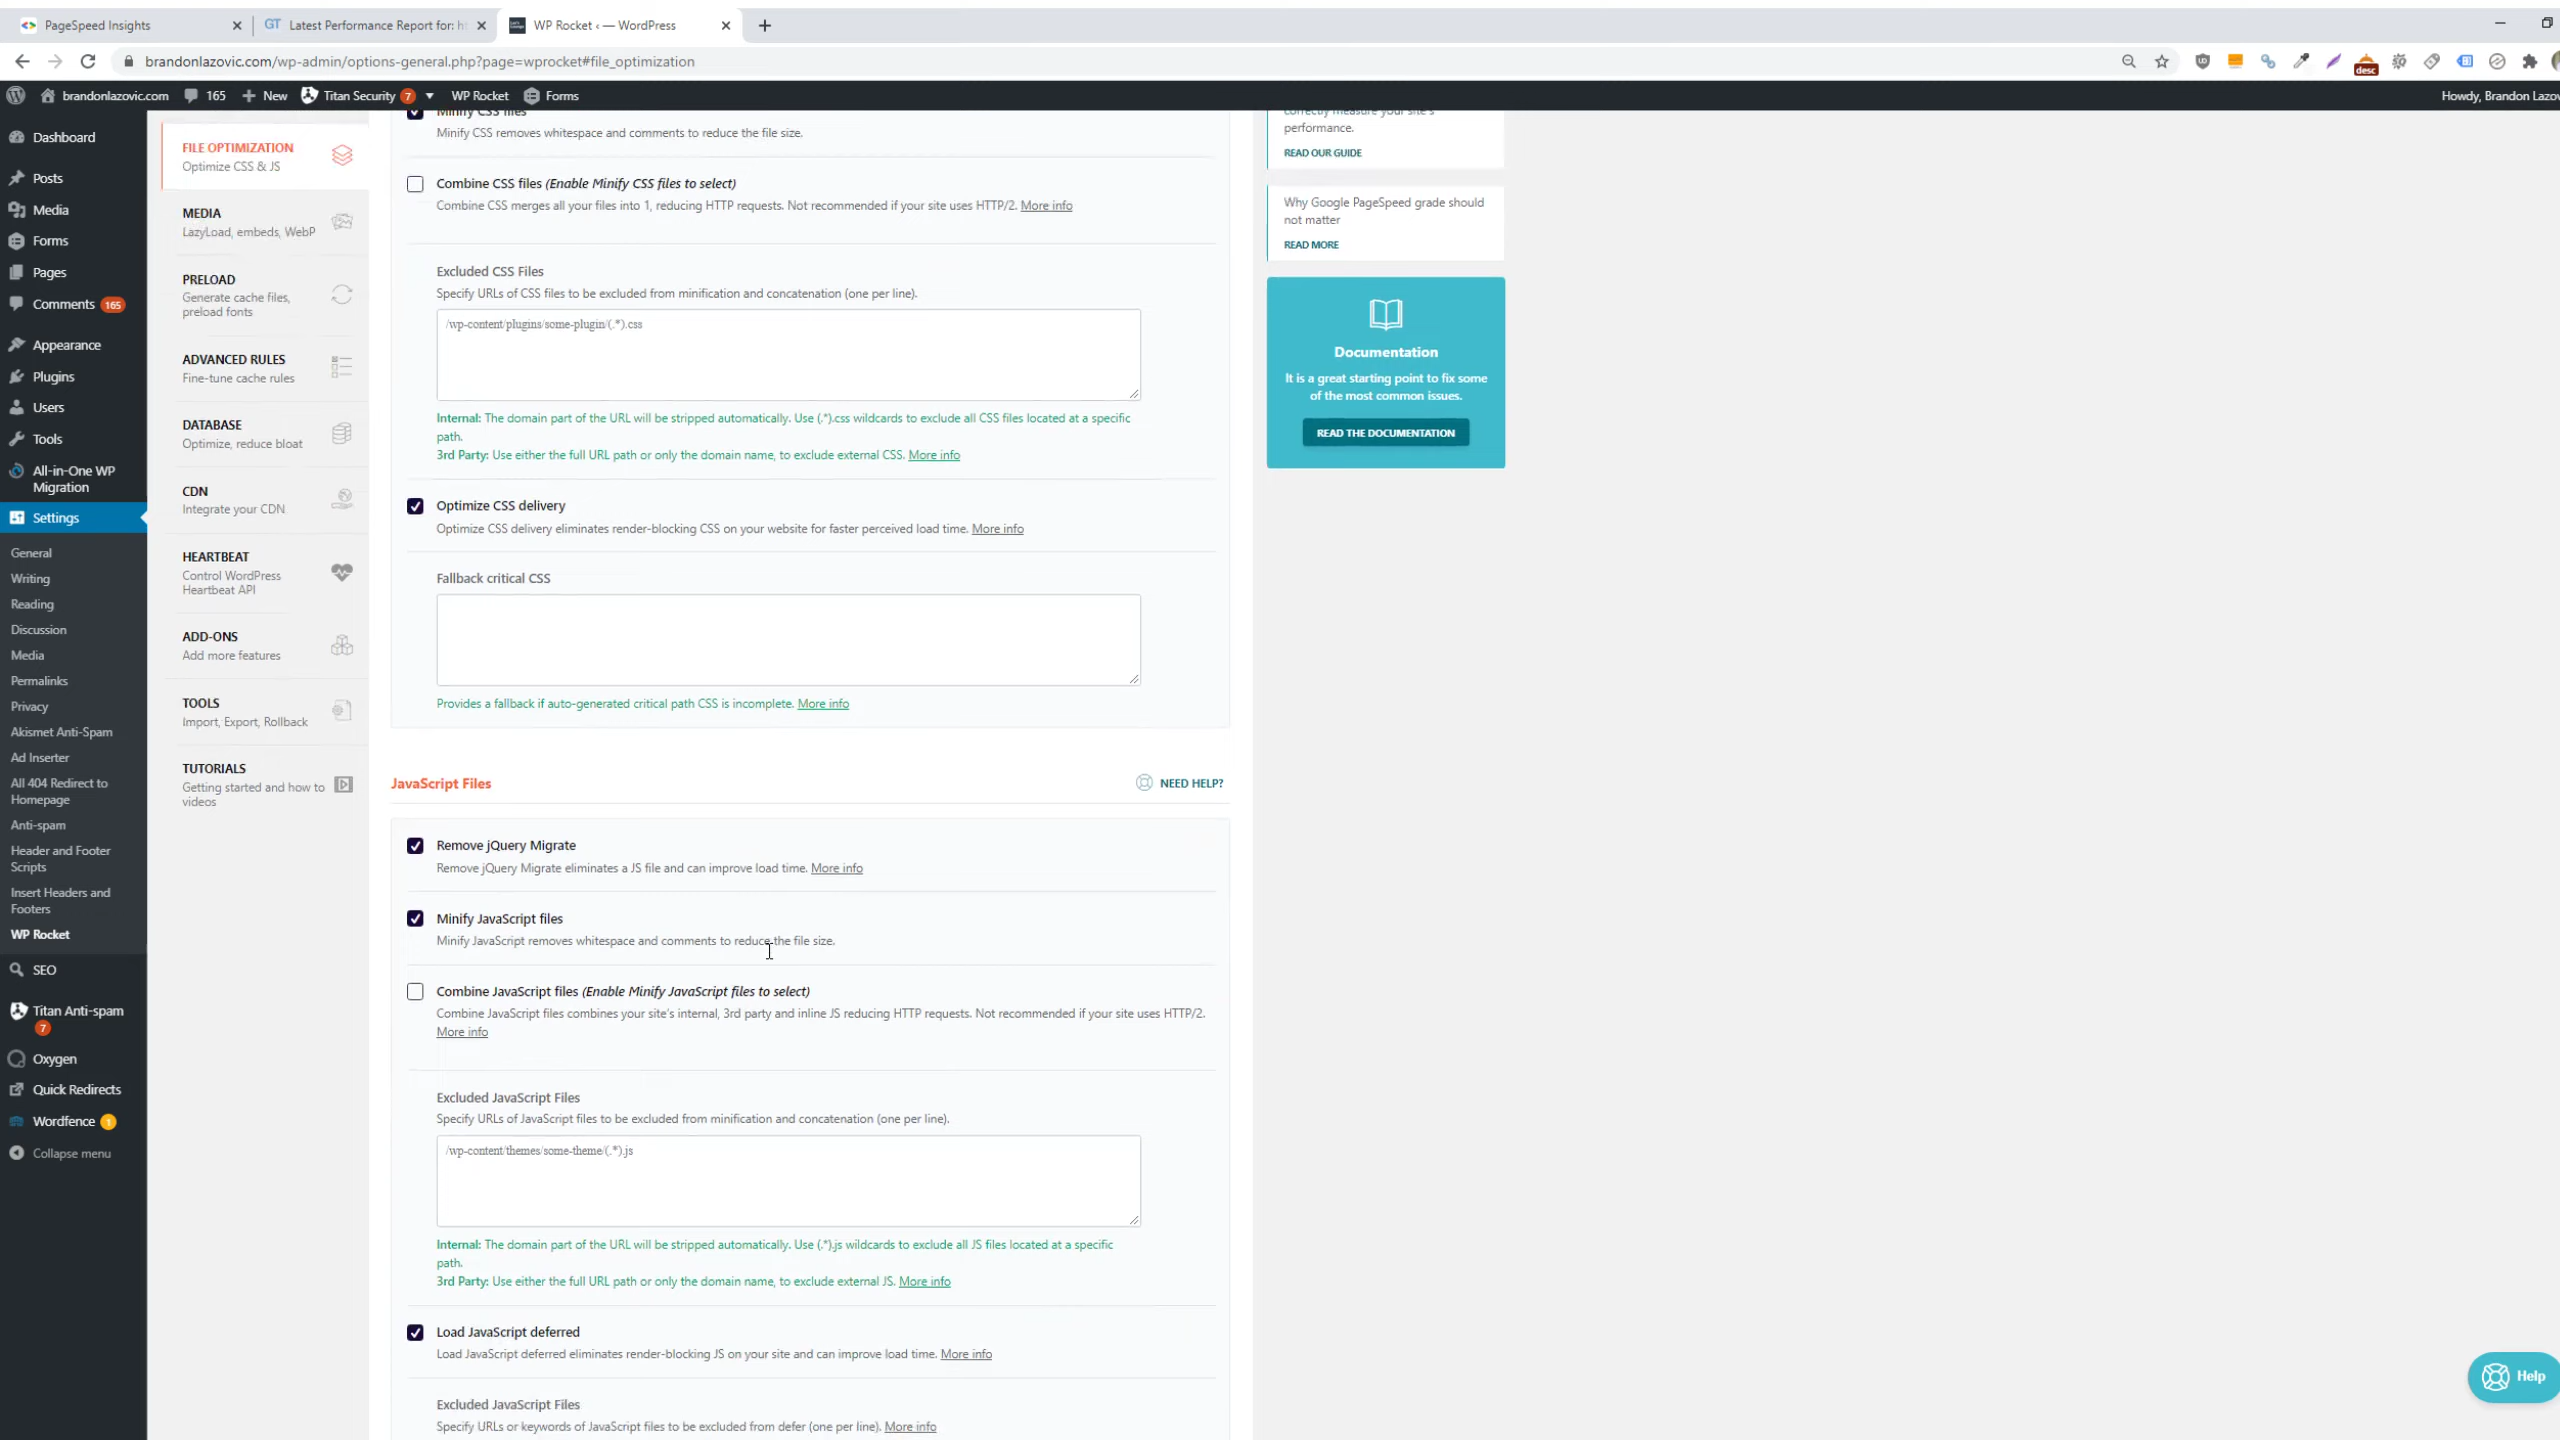 PageSpeed Insights
GT Latest Performance Report for: ht
WP Rocket ‹ — WordPress
brandonlazovic.com/wp-admin/options-general.php?page=wprocket#file_optimization
desc
brandonlazovic.com
165
New
Titan Security 7
WP Rocket
Forms
Howdy, Brandon Lazov
Dashboard
Posts
Media
Forms
Pages
Comments 165
Appearance
Plugins
Users
Tools
All-in-One WP
Migration
Settings
General
Writing
Reading
Discussion
Media
Permalinks
Privacy
Akismet Anti-Spam
Ad Inserter
All 404 Redirect to
Homepage
Anti-spam
Header and Footer
Scripts
Insert Headers and
Footers
WP Rocket
SEO
Titan Anti-spam
7
Oxygen
Quick Redirects
Wordfence 1
Collapse menu
FILE OPTIMIZATION
Optimize CSS & JS
MEDIA
LazyLoad, embeds, WebP
PRELOAD
Generate cache files,
preload fonts
ADVANCED RULES
Fine-tune cache rules
DATABASE
Optimize, reduce bloat
CDN
Integrate your CDN
HEARTBEAT
Control WordPress
Heartbeat API
ADD-ONS
Add more features
TOOLS
Import, Export, Rollback
TUTORIALS
Getting started and how to
videos
Minify CSS files
Minify CSS removes whitespace and comments to reduce the file size.
Combine CSS files (Enable Minify CSS files to select)
Combine CSS merges all your files into 1, reducing HTTP requests. Not recommended if your site uses HTTP/2. More info
Excluded CSS Files
Specify URLs of CSS files to be excluded from minification and concatenation (one per line).
/wp-content/plugins/some-plugin/(.*).css
Internal: The domain part of the URL will be stripped automatically. Use (.*).css wildcards to exclude all CSS files located at a specific
path.
3rd Party: Use either the full URL path or only the domain name, to exclude external CSS. More info
Optimize CSS delivery
Optimize CSS delivery eliminates render-blocking CSS on your website for faster perceived load time. More info
Fallback critical CSS
Provides a fallback if auto-generated critical path CSS is incomplete. More info
JavaScript Files
NEED HELP?
Remove jQuery Migrate
Remove jQuery Migrate eliminates a JS file and can improve load time. More info
Minify JavaScript files
Minify JavaScript removes whitespace and comments to reduce the file size.
Combine JavaScript files (Enable Minify JavaScript files to select)
Combine JavaScript files combines your site's internal, 3rd party and inline JS reducing HTTP requests. Not recommended if your site uses HTTP/2.
More info
Excluded JavaScript Files
Specify URLs of JavaScript files to be excluded from minification and concatenation (one per line).
/wp-content/themes/some-theme/(.*).js
Internal: The domain part of the URL will be stripped automatically. Use (.*).js wildcards to exclude all JS files located at a specific
path.
3rd Party: Use either the full URL path or only the domain name, to exclude external JS. More info
Load JavaScript deferred
Load JavaScript deferred eliminates render-blocking JS on your site and can improve load time. More info
Excluded JavaScript Files
Specify URLs or keywords of JavaScript files to be excluded from defer (one per line). More info
correctly measure your site's
performance.
READ OUR GUIDE
Why Google PageSpeed grade should
not matter
READ MORE
Documentation
It is a great starting point to fix some
of the most common issues.
READ THE DOCUMENTATION
Help